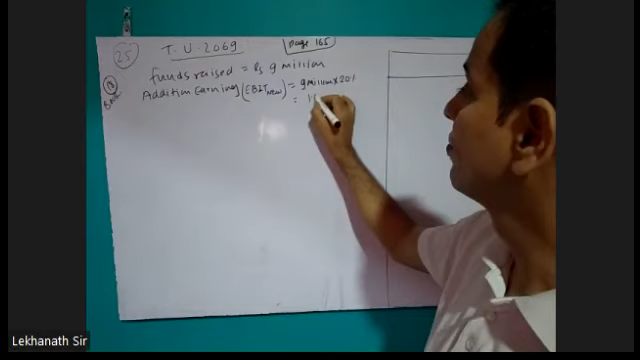 25
T.U. 2069
Page 165
Funds raised = Rs 9 million
Addition Earning (EBIT New) = 9 million x 20%
=
Lekhanath Sir